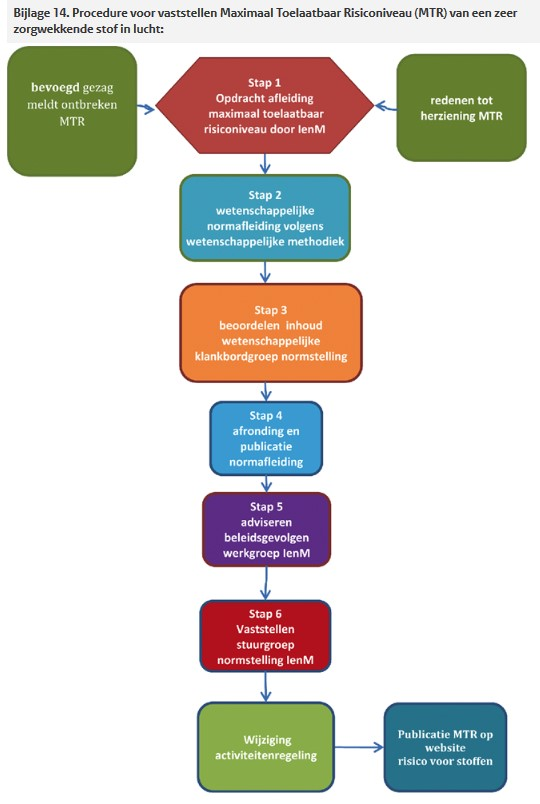 Bijlage 14. Procedure voor vaststellen Maximaal Toelaatbaar Risiconiveau (MTR) van een zeer
zorgwekkende stof in lucht:
bevoegd gezag
meldt ontbreken
MTR
Stap 1
Opdracht afleiding
maximaal toelaatbaar
risiconiveau door IenM
redenen tot
herziening MTR
Stap 2
wetenschappelijke
normafleiding volgens
wetenschappelijke methodiek
Stap 3
beoordelen inhoud
wetenschappelijke
klankbordgroep normstelling
Stap 4
afronding en
publicatie
normafleiding
Stap 5
adviseren
beleidsgevolgen
werkgroep IenM
Stap 6
Vaststellen
stuurgroep
normstelling IenM
Wijziging
activiteitenregeling
Publicatie MTR op
website
risico voor stoffen